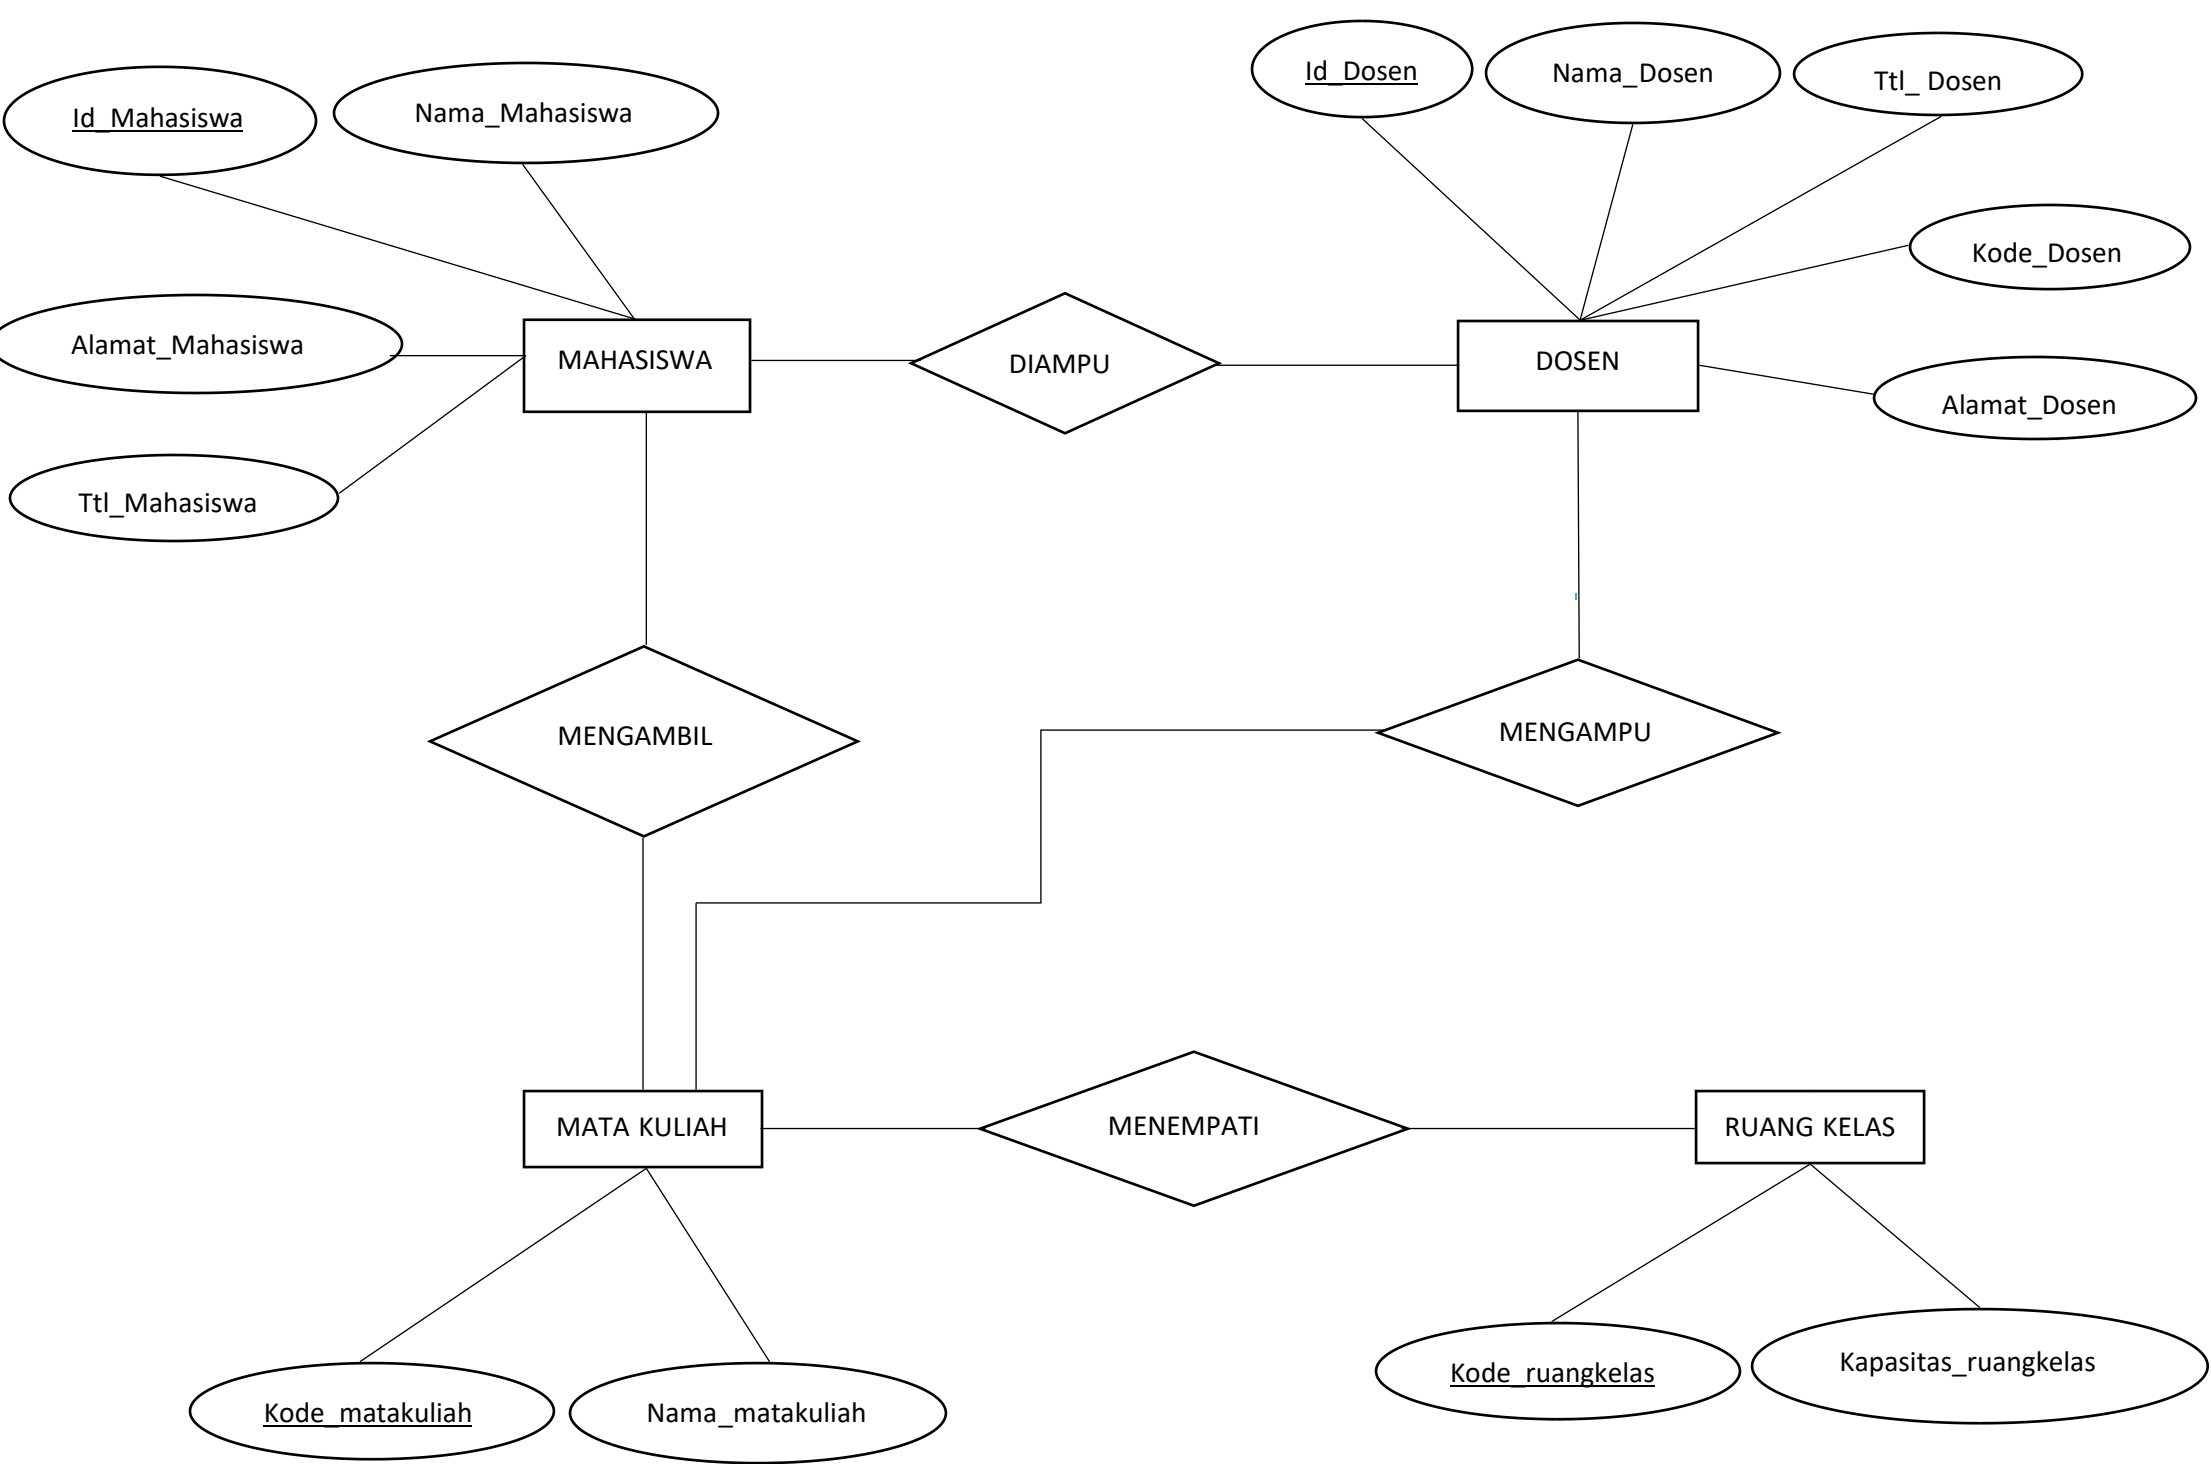 Id_Mahasiswa
Nama_Mahasiswa
Id_Dosen
Nama_Dosen
Ttl_ Dosen
Kode_Dosen
Alamat_Mahasiswa
MAHASISWA
DIAMPU
DOSEN
Alamat_Dosen
Ttl_Mahasiswa
MENGAMBIL
MENGAMPU
MATA KULIAH
MENEMPATI
RUANG KELAS
Kode_matakuliah
Nama_matakuliah
Kode_ruangkelas
Kapasitas_ruangkelas